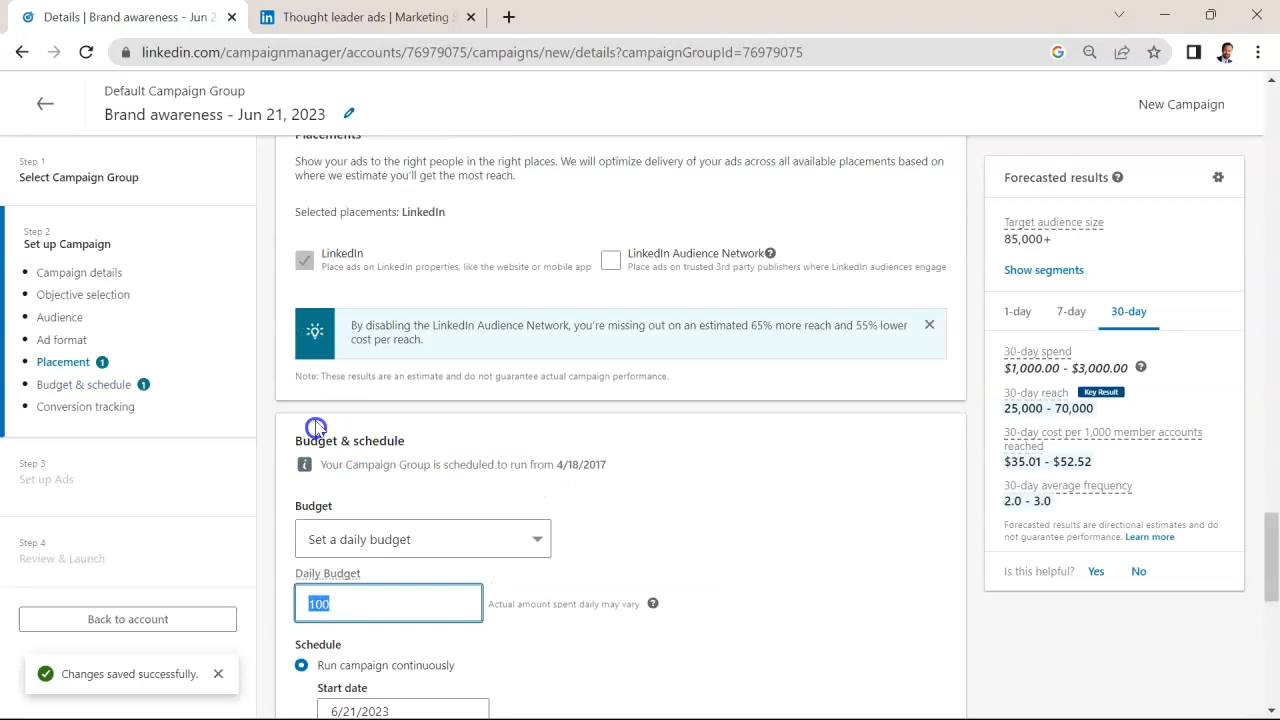 Details | Brand awareness - Jun 2
Thought leader ads | Marketing S
linkedin.com/campaignmanager/accounts/76979075/campaigns/new/details?campaignGroupId=76979075
Default Campaign Group
Brand awareness - Jun 21, 2023
New Campaign
Step 1
Select Campaign Group
Step 2
Set up Campaign
Campaign details
Objective selection
Audience
Ad format
Placement 1
Budget & schedule 1
Conversion tracking
Step 3
Set up Ads
Step 4
Review & Launch
Back to account
Changes saved successfully.
Placements
Show your ads to the right people in the right places. We will optimize delivery of your ads across all available placements based on
where we estimate you'll get the most reach.
Selected placements: LinkedIn
LinkedIn
Place ads on LinkedIn properties, like the website or mobile app
LinkedIn Audience Network
Place ads on trusted 3rd party publishers where LinkedIn audiences engage
By disabling the LinkedIn Audience Network, you're missing out on an estimated 65% more reach and 55% lower
cost per reach.
Note: These results are an estimate and do not guarantee actual campaign performance.
Budget & schedule
Your Campaign Group is scheduled to run from 4/18/2017
Budget
Set a daily budget
Daily Budget
100
Actual amount spent daily may vary
Schedule
Run campaign continuously
Start date
6/21/2023
Forecasted results
Target audience size
85,000+
Show segments
1-day 7-day 30-day
30-day spend
$1,000.00 - $3,000.00
30-day reach Key Result
25,000 - 70,000
30-day cost per 1,000 member accounts
reached
$35.01 - $52.52
30-day average frequency
2.0 - 3.0
Forecasted results are directional estimates and do
not guarantee performance. Learn more
Is this helpful? Yes No